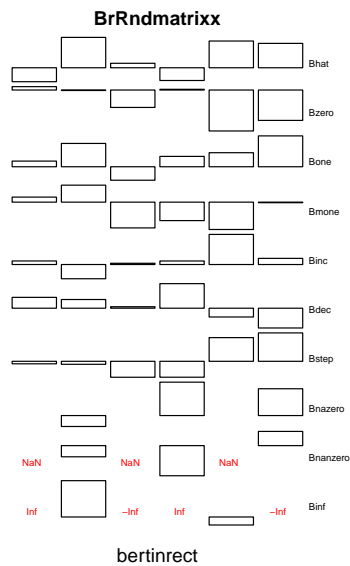 BrRndmatrixx
Bhat
Bzero
Bone
Bmone
Binc
Bdec
Bstep
Bnazero
Bnanzero
NaN NaN NaN
Binf
Inf −Inf Inf −Inf
bertinrect